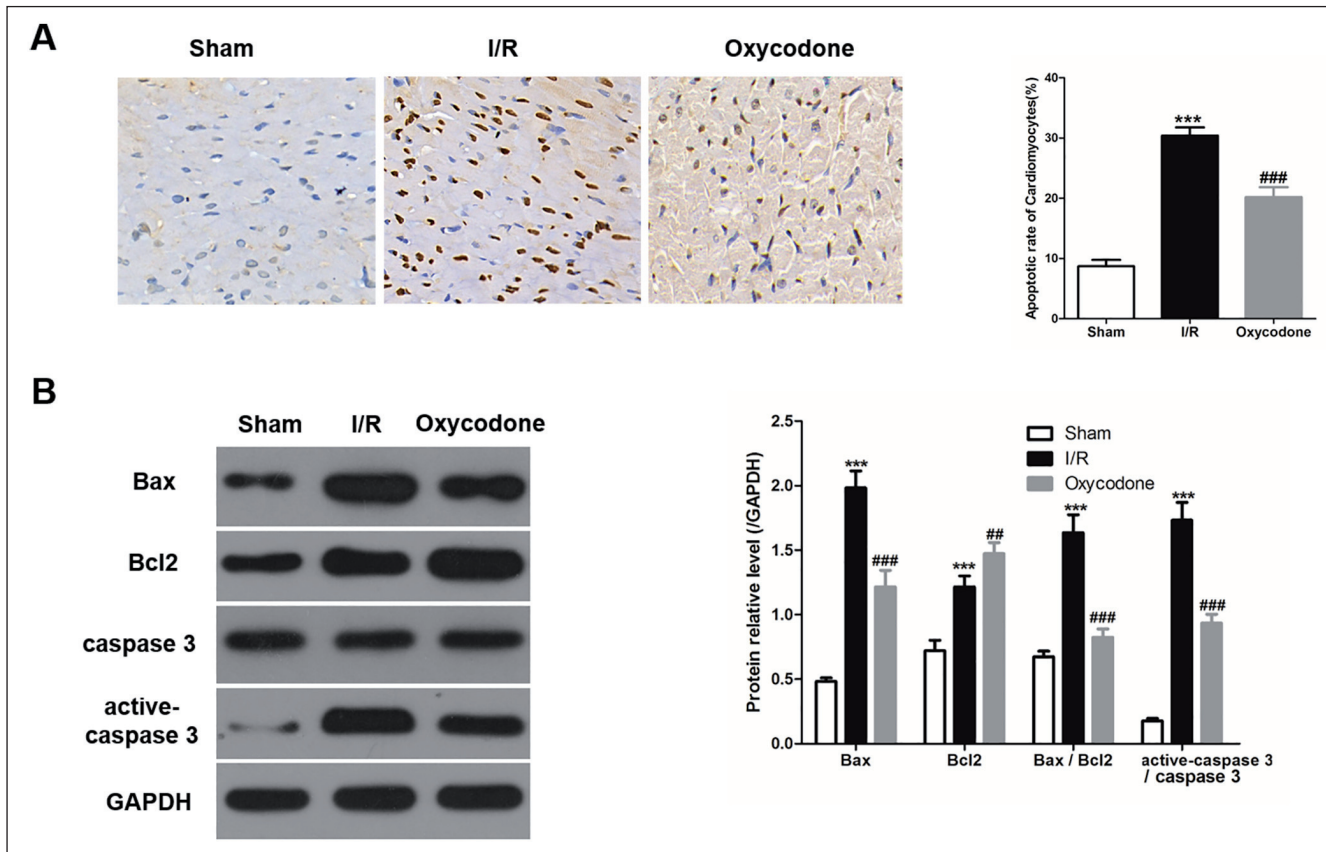 A
Sham I/R Oxycodone
Apoptotic rate of Cardiomyocytes(%)
40
***
30
###
20
10
0
Sham I/R Oxycodone
B
Sham I/R Oxycodone
Bax
Bcl2
caspase 3
active-
caspase 3
GAPDH
Protein relative level (/GAPDH)
2.5
2.0
1.5
1.0
0.5
0.0
Sham
I/R
Oxycodone
*** ### *** ## *** ### *** ###
Bax Bcl2 Bax / Bcl2 active-caspase 3
/ caspase 3